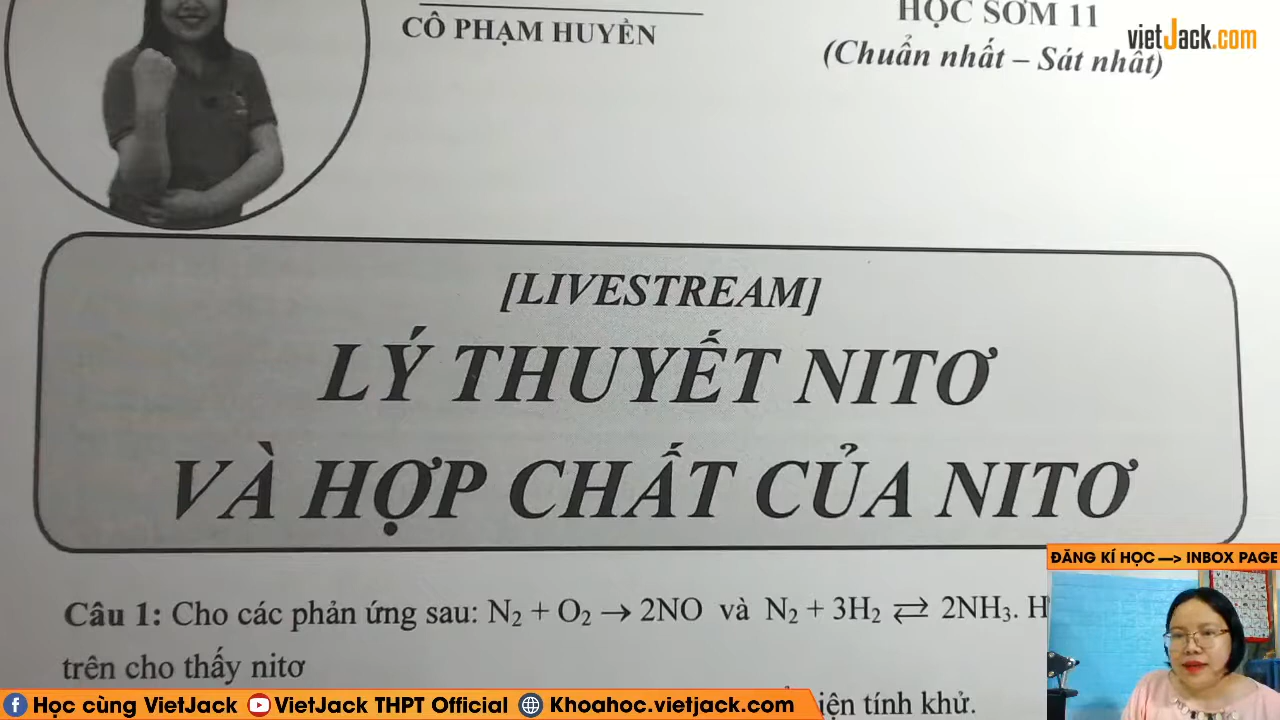 CÔ PHẠM HUYỀN
HỌC SỚM 11
(Chuẩn nhất – Sát nhất)
vietJack.com
[LIVESTREAM]
LÝ THUYẾT NITƠ
VÀ HỢP CHẤT CỦA NITƠ
ĐĂNG KÍ HỌC —> INBOX PAGE
Câu 1: Cho các phản ứng sau: N₂ + O₂ → 2NO và N₂ + 3H₂ ⇄ 2NH₃. H
trên cho thấy nitơ
tính khử.
Học cùng VietJack VietJack THPT Official Khoahoc.vietjack.com